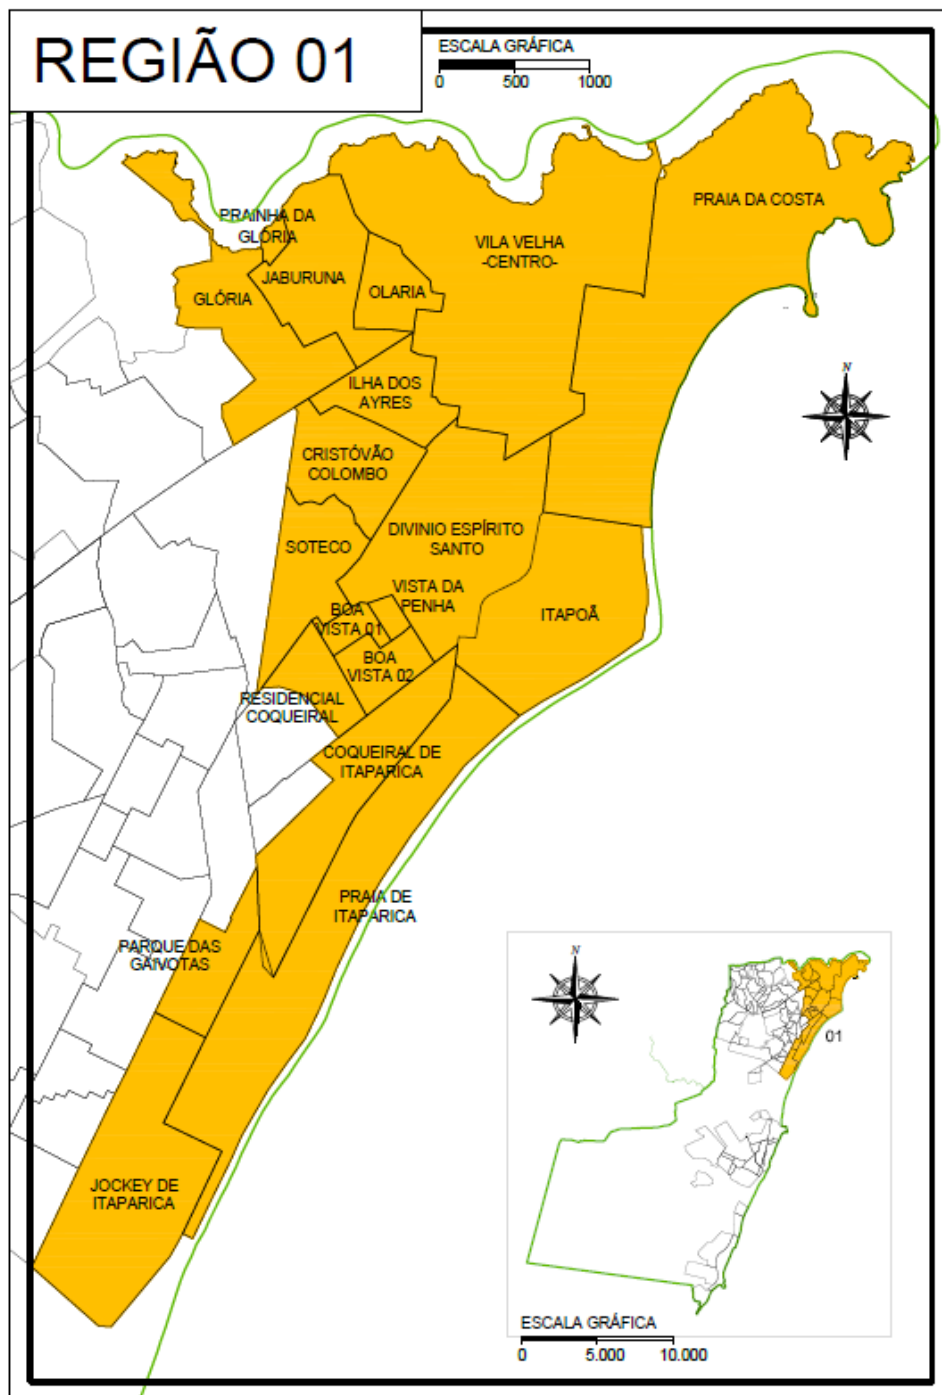 REGIÃO 01
ESCALA GRÁFICA
0 500 1000
PRAIA DA COSTA
PRAINHA DA
GLÓRIA
VILA VELHA
-CENTRO-
JABURUNA
GLÓRIA
OLARIA
N
ILHA DOS
AYRES
CRISTÓVÃO
COLOMBO
DIVINIO ESPÍRITO
SANTO
SOTECO
VISTA DA
PENHA
BOA
VISTA 01
ITAPOÃ
BOA
VISTA 02
RESIDENCIAL
COQUEIRAL
COQUEIRAL DE
ITAPARICA
PRAIA DE
ITAPARICA
PARQUE DAS
GAIVOTAS
N
01
JOCKEY DE
ITAPARICA
ESCALA GRÁFICA
0 5.000 10.000